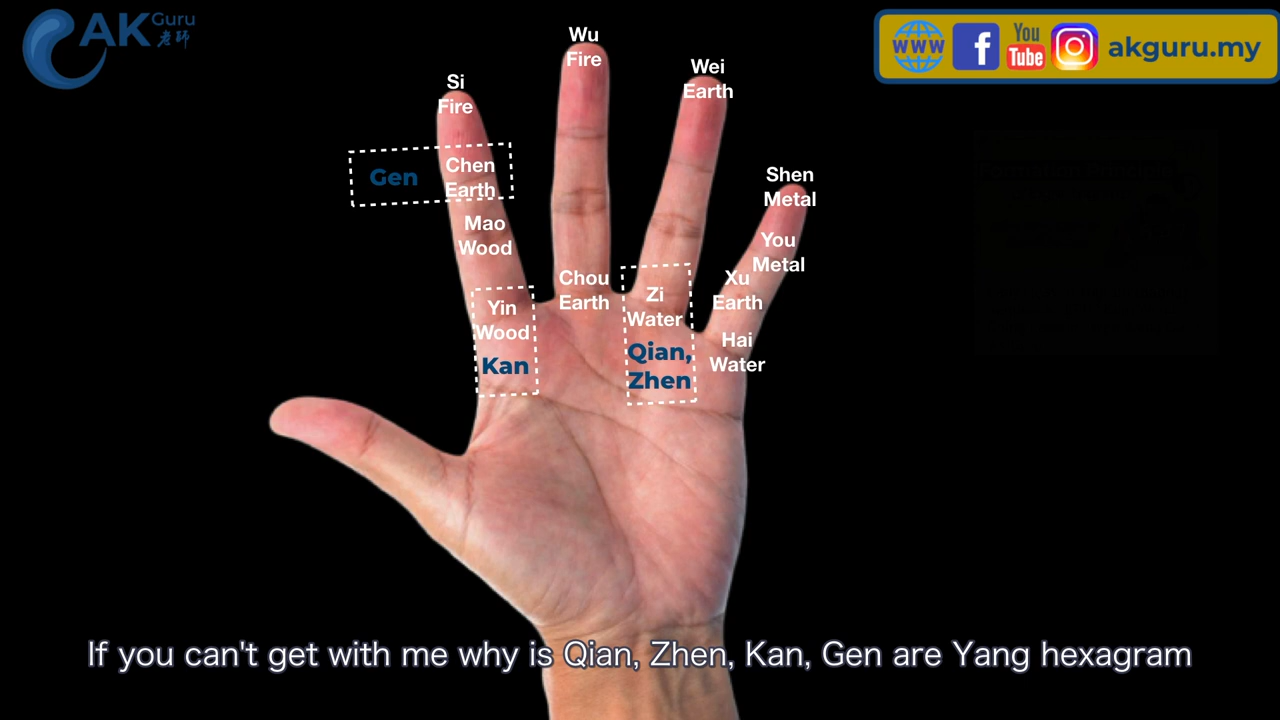 AK Guru
老師
www
f
You
Tube
akguru.my
Wu
Fire
Wei
Earth
Si
Fire
Gen
Chen
Earth
Shen
Metal
Mao
Wood
You
Metal
Chou
Earth
Xu
Earth
Zi
Water
Yin
Wood
Hai
Water
Kan
Qian,
Zhen
If you can't get with me why is Qian, Zhen, Kan, Gen are Yang hexagram